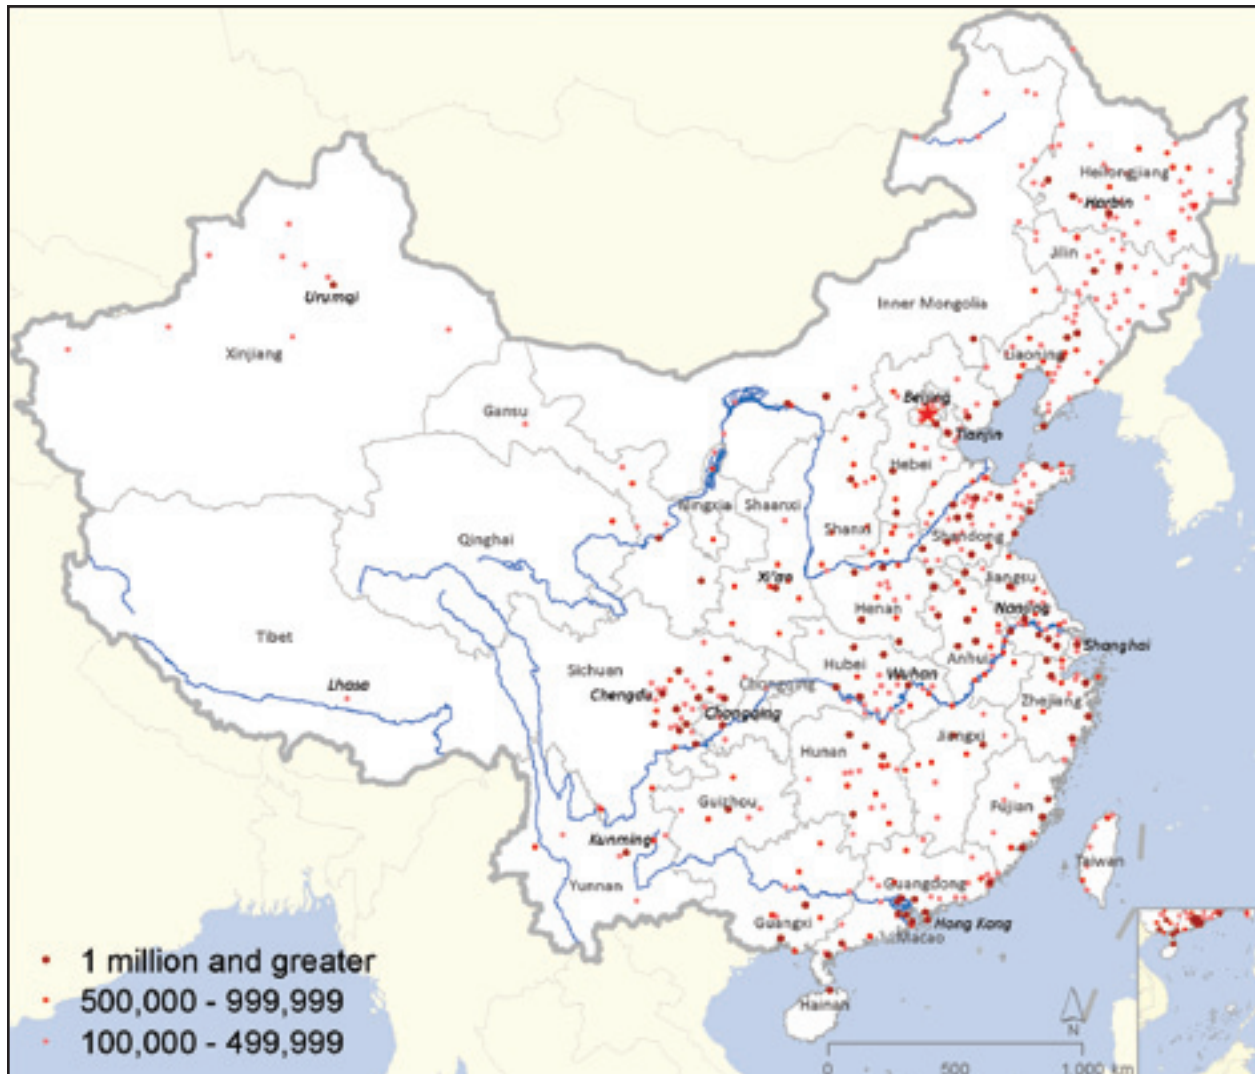 Heilongjiang
Harbin
Jilin
Urumqi
Inner Mongolia
Xinjiang
Liaoning
Beijing
Gansu
Tianjin
Hebei
Ningxia
Shaanxi
Shanxi
Shandong
Qinghai
Xi'an
Jiangsu
Henan
Nanjing
Tibet
Shanghai
Anhui
Sichuan
Hubei
Wuhan
Lhasa
Chengdu
Chongqing
Zhejiang
Chongqing
Jiangxi
Hunan
Guizhou
Fujian
Kunming
Taiwan
Yunnan
Guangdong
Guangxi
Hong Kong
Macao
Hainan
1 million and greater
500,000 - 999,999
100,000 - 499,999
N
0 500 1,000 km